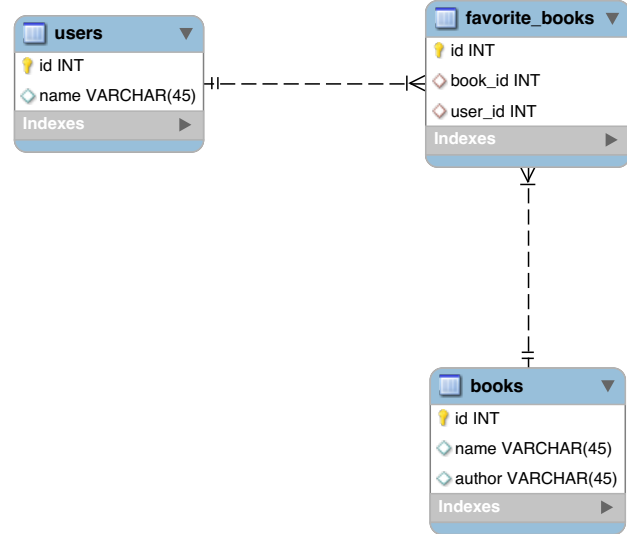 users
id INT
name VARCHAR(45)
Indexes
favorite_books
id INT
book_id INT
user_id INT
Indexes
books
id INT
name VARCHAR(45)
author VARCHAR(45)
Indexes